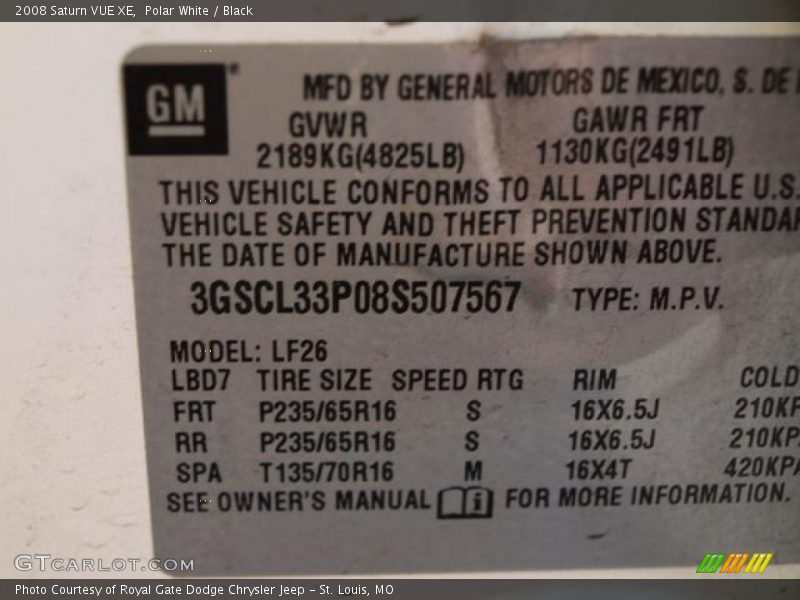 2008 Saturn VUE XE, Polar White / Black
GM
MFD BY GENERAL MOTORS DE MEXICO, S. DE
GVWR GAWR FRT
2189KG(4825LB) 1130KG(2491LB)
THIS VEHICLE CONFORMS TO ALL APPLICABLE U.S.
VEHICLE SAFETY AND THEFT PREVENTION STANDAR
THE DATE OF MANUFACTURE SHOWN ABOVE.
3GSCL33P08S507567 TYPE: M.P.V.
MODEL: LF26
LBD7 TIRE SIZE SPEED RTG RIM COLD
FRT P235/65R16 S 16X6.5J 210KP
RR P235/65R16 S 16X6.5J 210KP
SPA T135/70R16 M 16X4T 420KPA
SEE OWNER'S MANUAL i FOR MORE INFORMATION.
GTCARLOT.COM
Photo Courtesy of Royal Gate Dodge Chrysler Jeep – St. Louis, MO